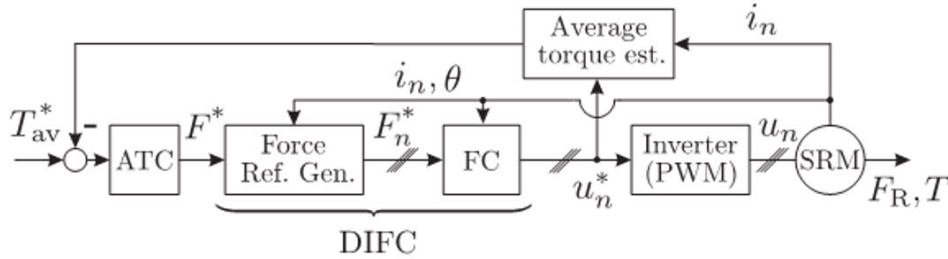 Average
torque est.
i_n
i_n, θ
T*_av
-
ATC
F*
Force
Ref. Gen.
F*_n
FC
u*_n
Inverter
(PWM)
u_n
SRM
F_R, T
DIFC